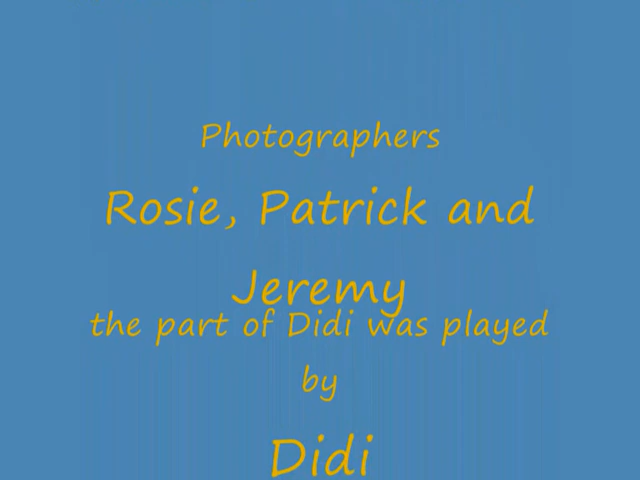 Photographers
Rosie, Patrick and
Jeremy
the part of Didi was played
by
Didi